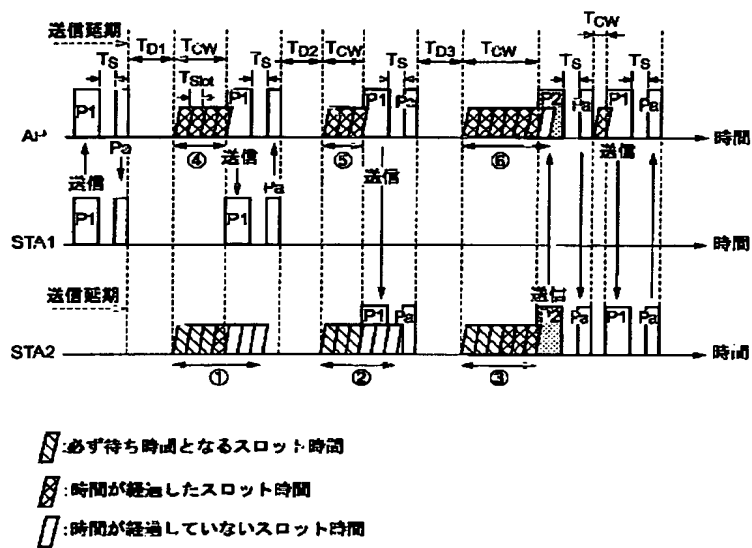 送信延期
TS TD1 TCW TS TD2 TCW TS TD3 TCW TS TCW TS
TSlot
P1 P1 P1 Pa P2 Pa P1 Pa
AP 時間
④ ⑤ ⑥
送信 Pa 送信 Pa 送信 送信
P1 P1
STA1 時間
送信延期 送信
P1 Pa P2 Pa P1 Pa
STA2 時間
① ② ③
:必ず待ち時間となるスロット時間
:時間が経過したスロット時間
:時間が経過していないスロット時間